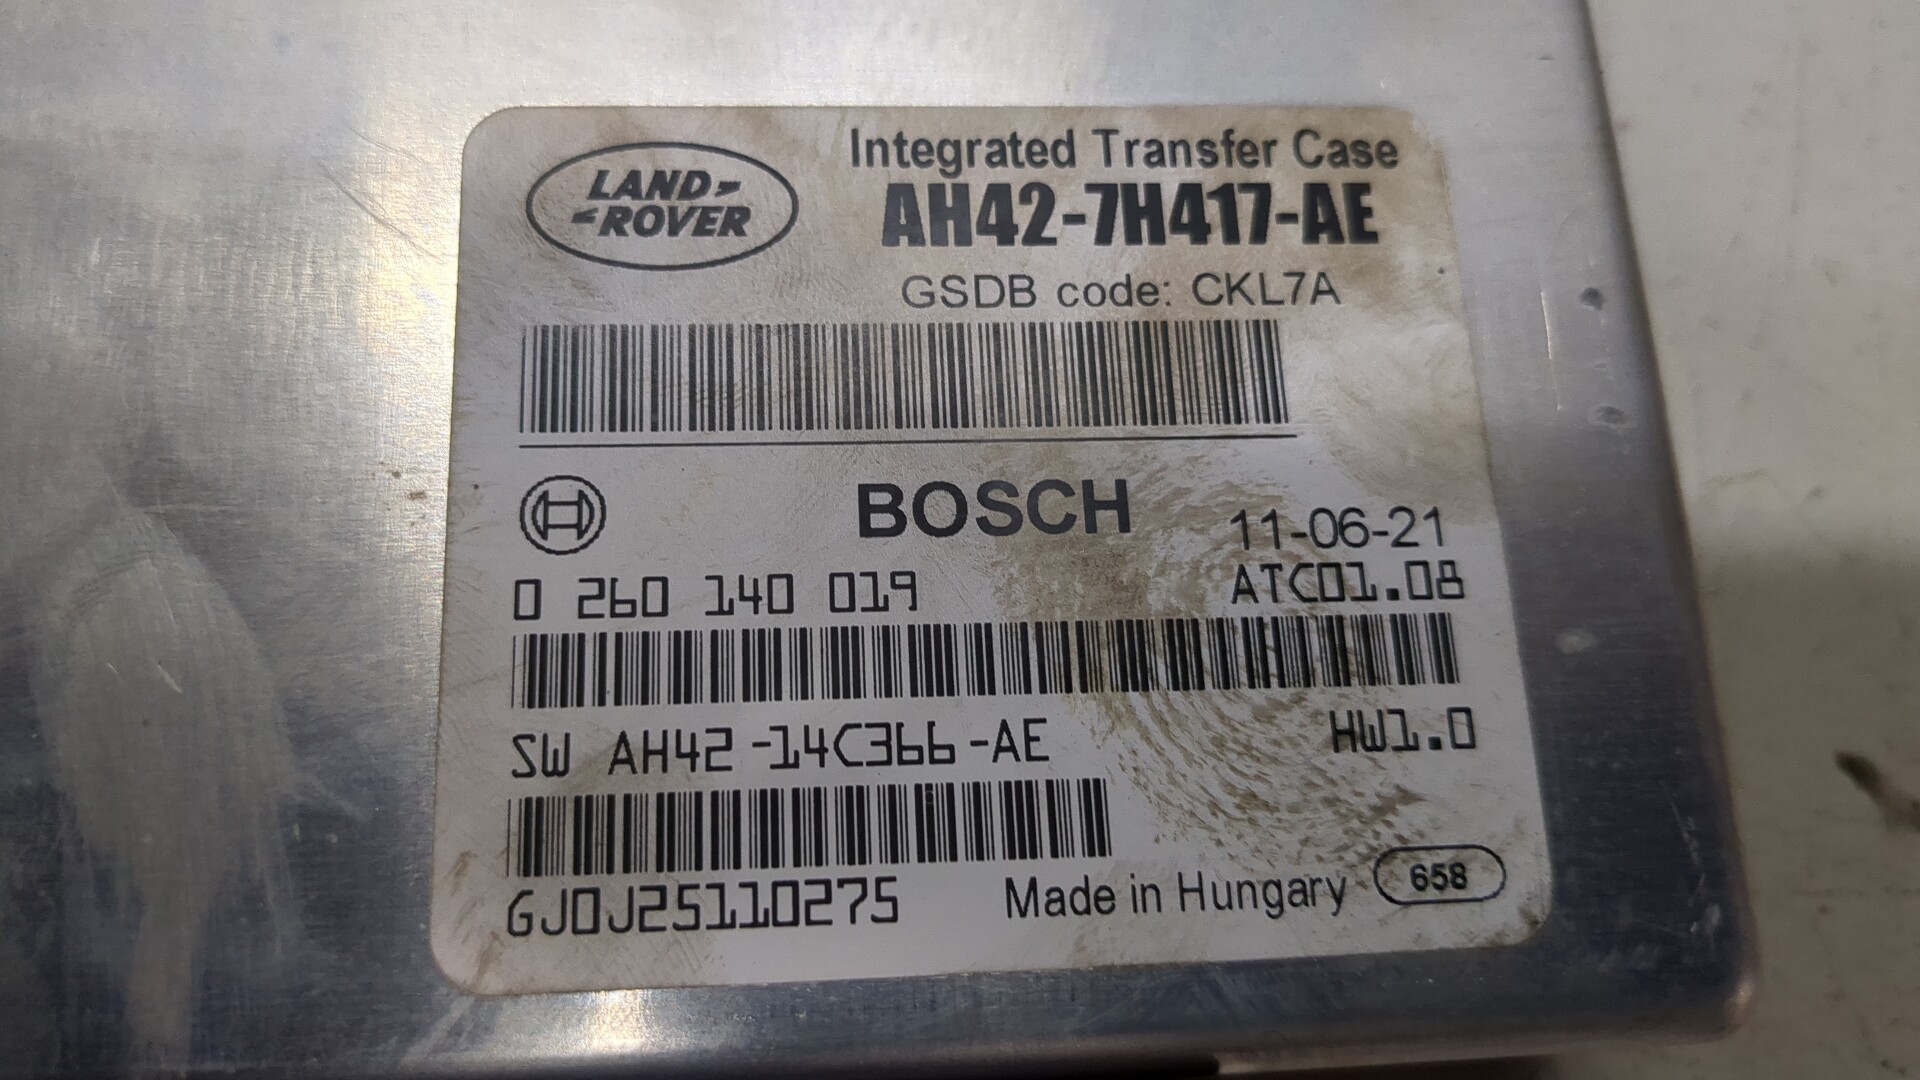 LAND-
-ROVER
Integrated Transfer Case
AH42-7H417-AE
GSDB code: CKL7A
BOSCH
11-06-21
0 260 140 019
ATC01.08
SW AH42-14C366-AE
HW1.0
GJ0J25110275
Made in Hungary
658